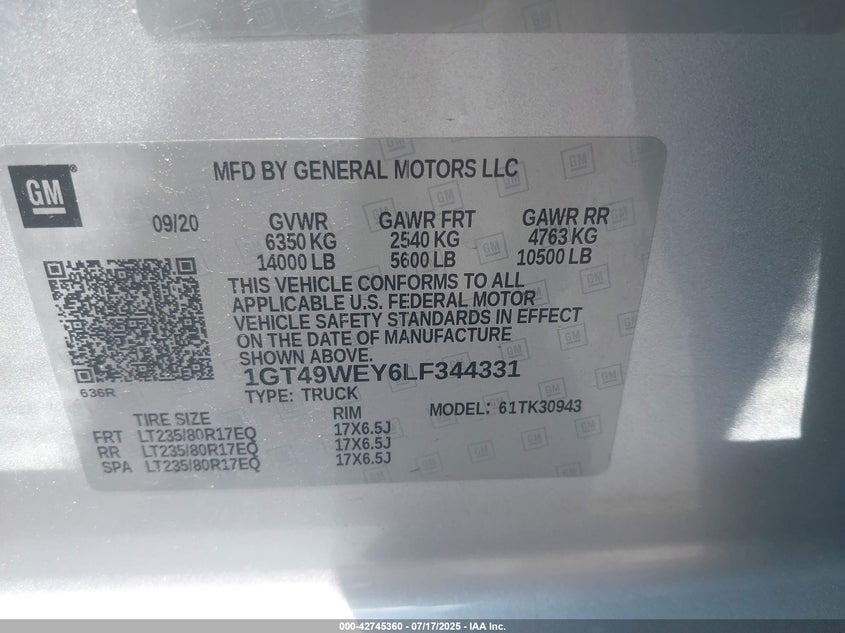 GM
MFD BY GENERAL MOTORS LLC
09/20
GVWR GAWR FRT GAWR RR
6350 KG 2540 KG 4763 KG
14000 LB 5600 LB 10500 LB
THIS VEHICLE CONFORMS TO ALL
APPLICABLE U.S. FEDERAL MOTOR
VEHICLE SAFETY STANDARDS IN EFFECT
ON THE DATE OF MANUFACTURE
SHOWN ABOVE.
1GT49WEY6LF344331
636R
TYPE: TRUCK
MODEL: 61TK30943
TIRE SIZE RIM
FRT LT235/80R17EQ 17X6.5J
RR LT235/80R17EQ 17X6.5J
SPA LT235/80R17EQ 17X6.5J
000-42745360 - 07/17/2025 - IAA Inc.